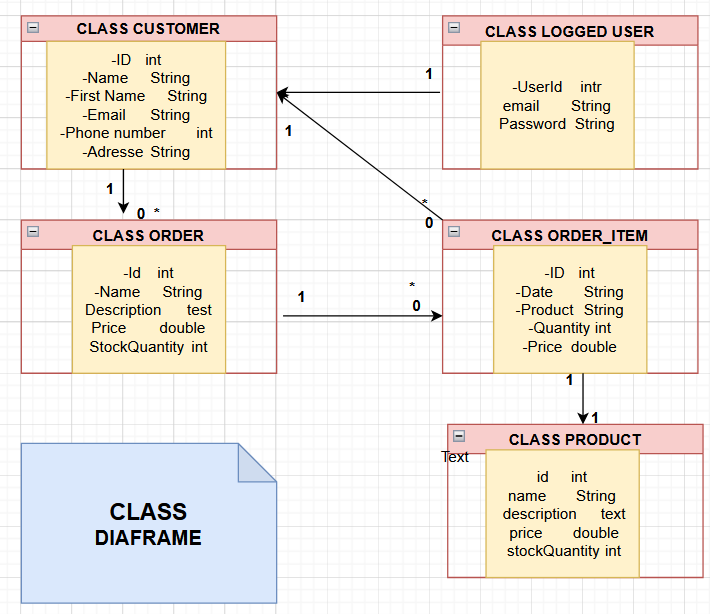 CLASS CUSTOMER
-ID int
-Name String
-First Name String
-Email String
-Phone number int
-Adresse String
CLASS LOGGED USER
-UserId intr
email String
Password String
1
1
1
0 *
*
0
CLASS ORDER
-Id int
-Name String
Description test
Price double
StockQuantity int
1
*
0
CLASS ORDER_ITEM
-ID int
-Date String
-Product String
-Quantity int
-Price double
1
1
CLASS PRODUCT
Text
id int
name String
description text
price double
stockQuantity int
CLASS
DIAFRAME